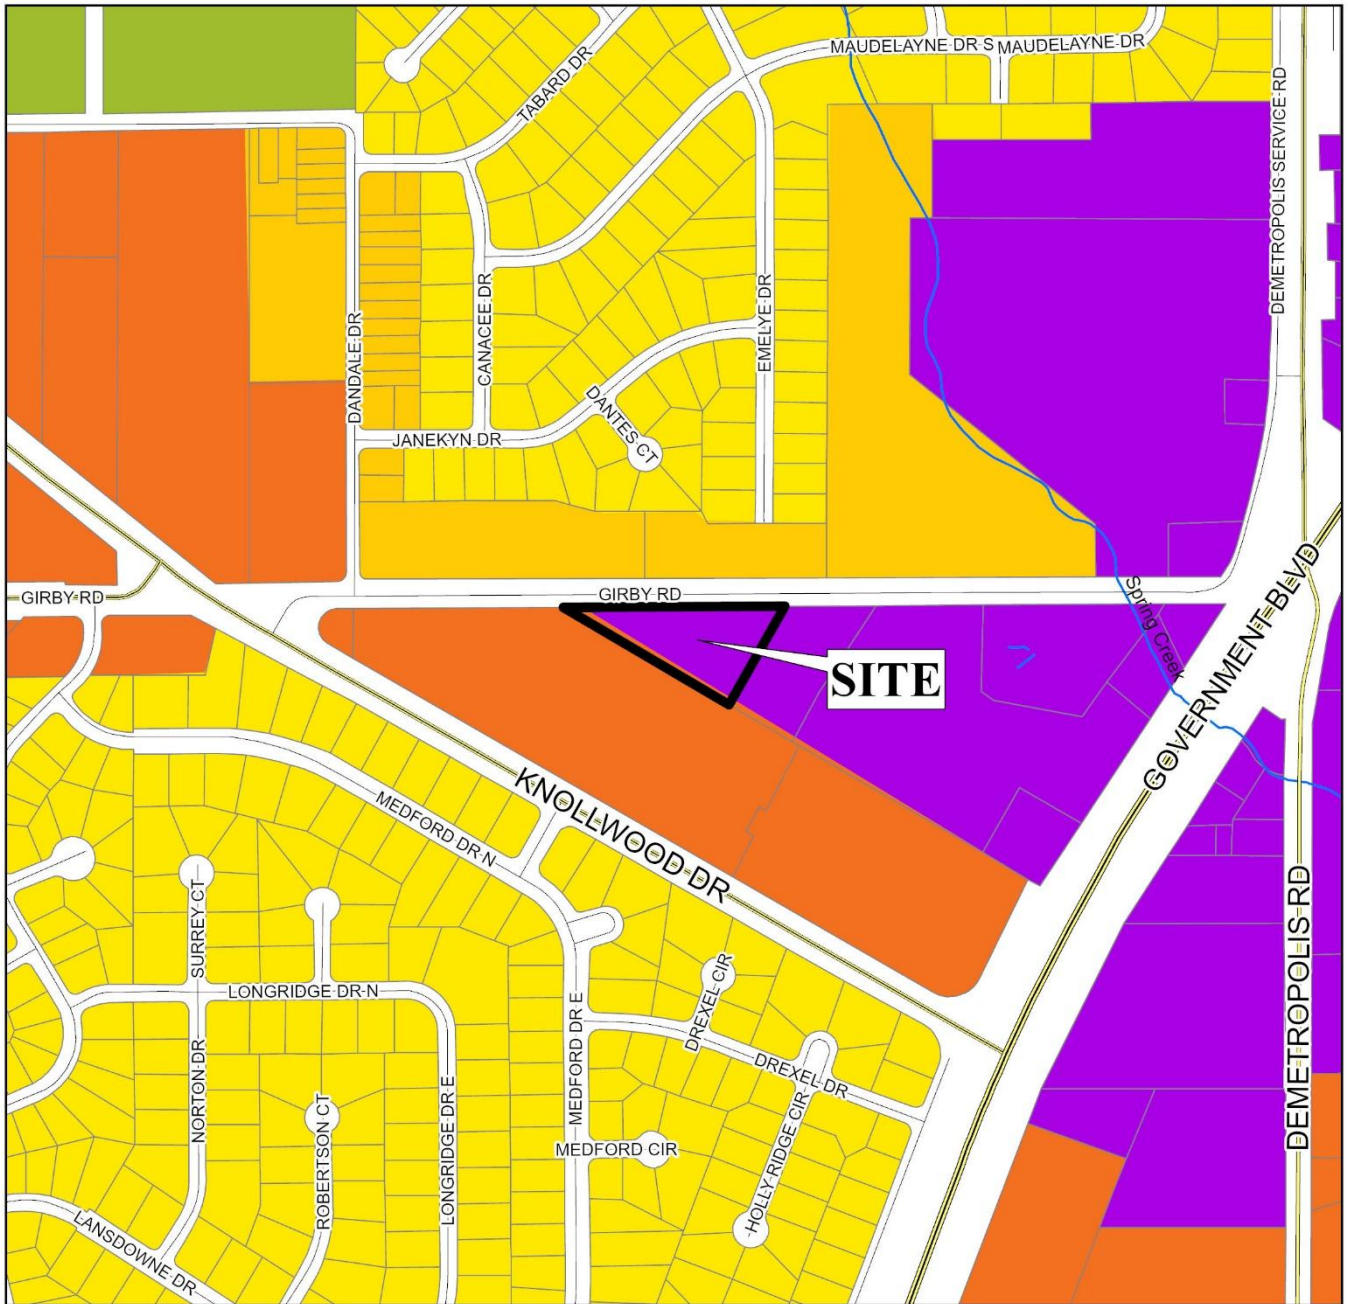 MAUDELAYNE DR S
MAUDELAYNE DR
TABARD DR
DEMETROPOLIS SERVICE RD
CANACEE DR
EMELYE DR
DANDALE DR
DANTES CT
JANEKYN DR
GIRBY RD
GIRBY RD
Spring Creek
GOVERNMENT BLVD
SITE
KNOLLWOOD DR
MEDFORD DR N
SURREY CT
DEMETROPOLIS RD
LONGRIDGE DR N
DREXEL CIR
MEDFORD DR E
NORTON DR
DREXEL DR
ROBERTSON CT
LONGRIDGE DR E
MEDFORD CIR
HOLLY RIDGE CIR
LANSDOWNE DR